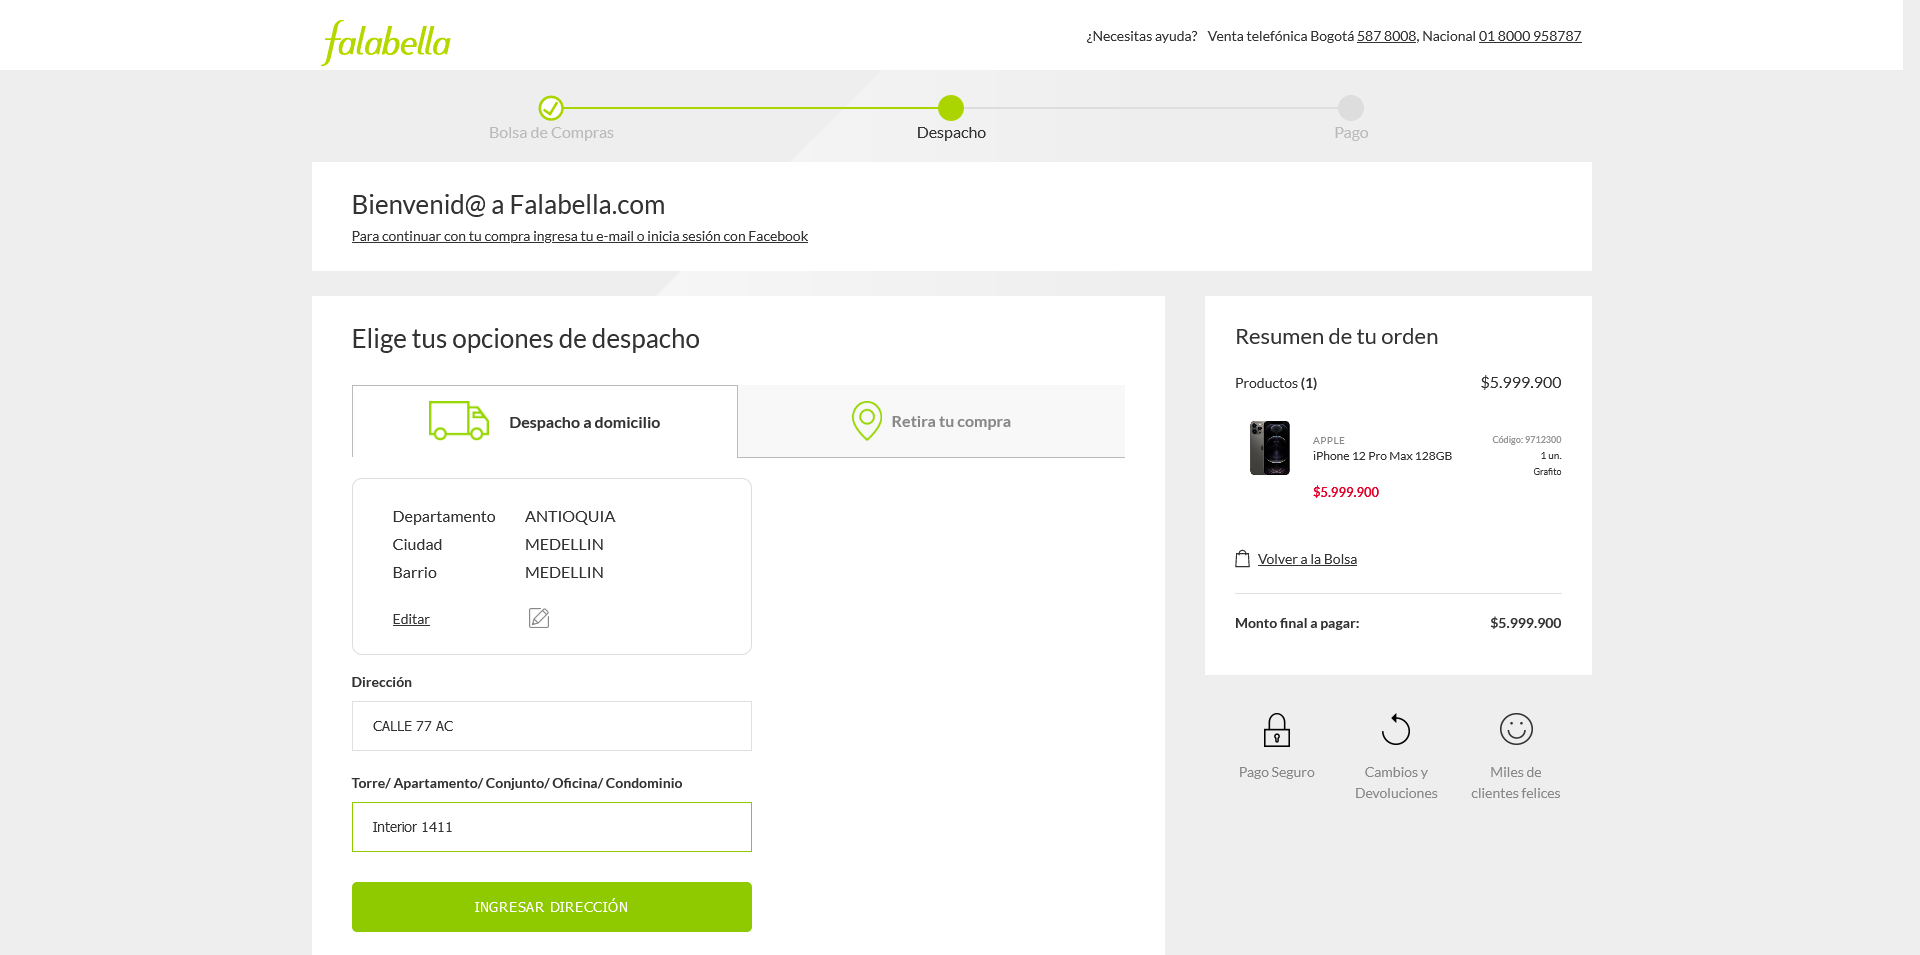 falabella
¿Necesitas ayuda? Venta telefónica Bogotá 587 8008, Nacional 01 8000 958787
Bolsa de Compras
Despacho
Pago
Bienvenid@ a Falabella.com
Para continuar con tu compra ingresa tu e-mail o inicia sesión con Facebook
Elige tus opciones de despacho
Despacho a domicilio
Retira tu compra
Departamento ANTIOQUIA
Ciudad MEDELLIN
Barrio MEDELLIN
Editar
Dirección
CALLE 77 AC
Torre/ Apartamento/ Conjunto/ Oficina/ Condominio
Interior 1411
INGRESAR DIRECCIÓN
Resumen de tu orden
Productos (1) $5.999.900
APPLE Código: 9712300
iPhone 12 Pro Max 128GB 1 un.
Grafito
$5.999.900
Volver a la Bolsa
Monto final a pagar: $5.999.900
Pago Seguro
Cambios y
Devoluciones
Miles de
clientes felices